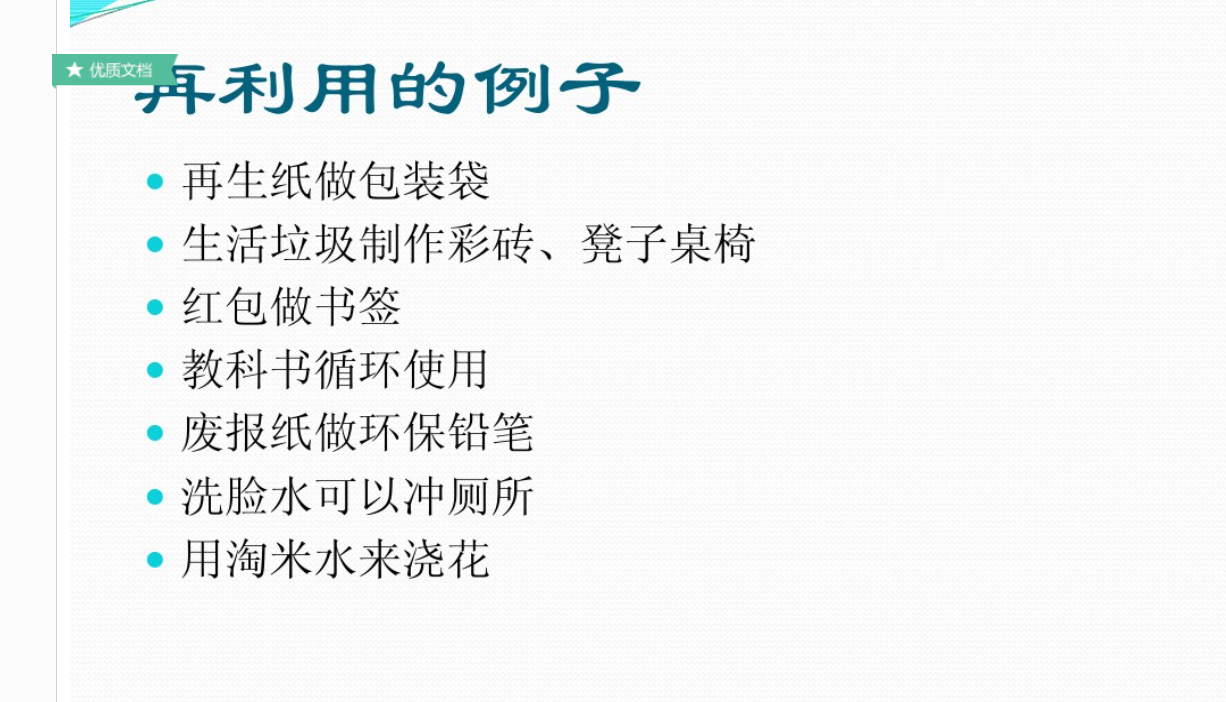 优质文档
再利用的例子
再生纸做包装袋
生活垃圾制作彩砖、凳子桌椅
红包做书签
教科书循环使用
废报纸做环保铅笔
洗脸水可以冲厕所
用淘米水来浇花